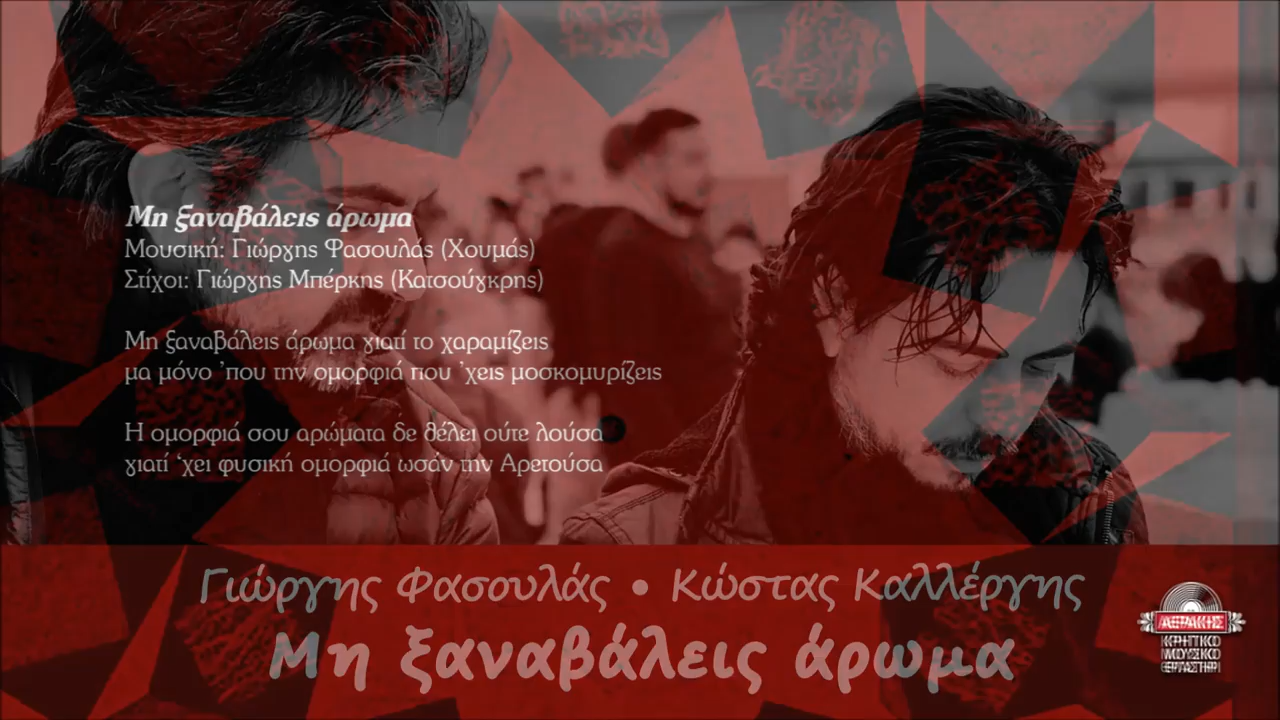 Μη ξαναβάλεις άρωμα
Μουσική: Γιώργης Φασουλάς (Χουμάς)
Στίχοι: Γιώργης Μπέρκης (Κατσούγκρης)
Μη ξαναβάλεις άρωμα γιατί το χαραμίζεις
μα μόνο ’που την ομορφιά που ’χεις μοσκομυρίζεις
Η ομορφιά σου αρώματα δε θέλει ούτε λούσα
γιατί ‘χει φυσική ομορφιά ωσάν την Αρετούσα
Γιώργης Φασουλάς • Κώστας Καλλέργης
Μη ξαναβάλεις άρωμα
ΑΕΡΑΚΗΣ
ΚΡΗΤΙΚΟ
ΜΟΥΣΙΚΟ
ΕΡΓΑΣΤΗΡΙ